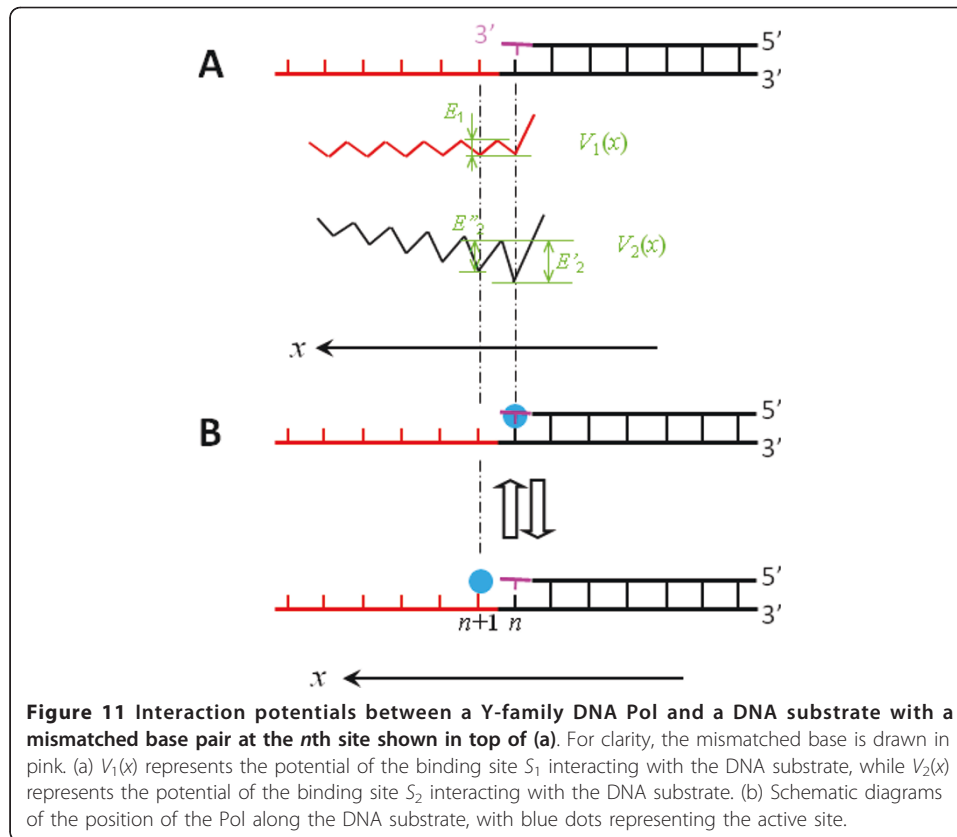 3'
5'
A
3'
E₁
V₁(x)
E"₂
V₂(x)
E'₂
x
5'
B
3'
5'
3'
n+1 n
x
Figure 11 Interaction potentials between a Y-family DNA Pol and a DNA substrate with a
mismatched base pair at the nth site shown in top of (a). For clarity, the mismatched base is drawn in
pink. (a) V₁(x) represents the potential of the binding site S₁ interacting with the DNA substrate, while V₂(x)
represents the potential of the binding site S₂ interacting with the DNA substrate. (b) Schematic diagrams
of the position of the Pol along the DNA substrate, with blue dots representing the active site.